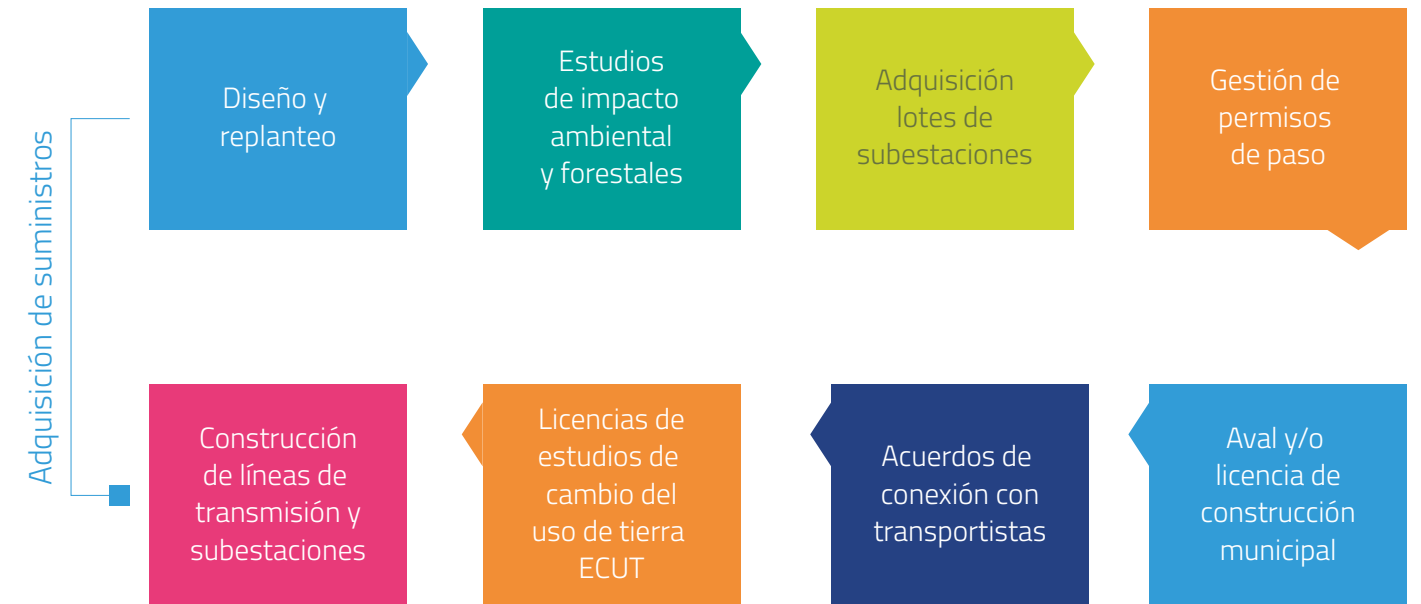 Adquisición de suministros
Diseño y
replanteo
Estudios
de impacto
ambiental
y forestales
Adquisición
lotes de
subestaciones
Gestión de
permisos
de paso
Aval y/o
licencia de
construcción
municipal
Acuerdos de
conexión con
transportistas
Licencias de
estudios de
cambio del
uso de tierra
ECUT
Construcción
de líneas de
transmisión y
subestaciones